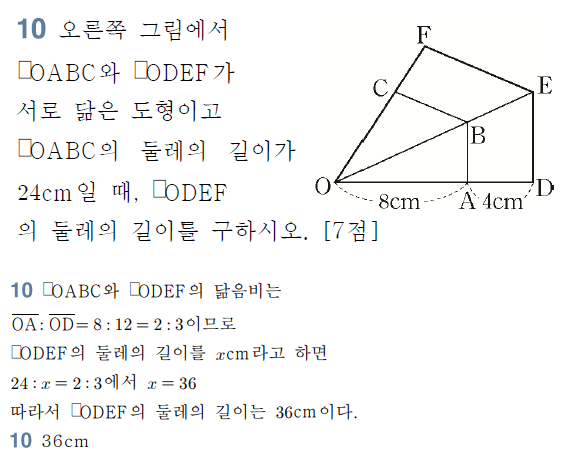 10 오른쪽 그림에서
□OABC와 □ODEF가
서로 닮은 도형이고
□OABC의 둘레의 길이가
24cm일 때, □ODEF
의 둘레의 길이를 구하시오. [7점]
F
C
E
B
O
8cm
A
4cm
D
10 □OABC와 □ODEF의 닮음비는
OA : OD = 8 : 12 = 2 : 3이므로
□ODEF의 둘레의 길이를 xcm라고 하면
24 : x = 2 : 3에서 x = 36
따라서 □ODEF의 둘레의 길이는 36cm이다.
10 36cm